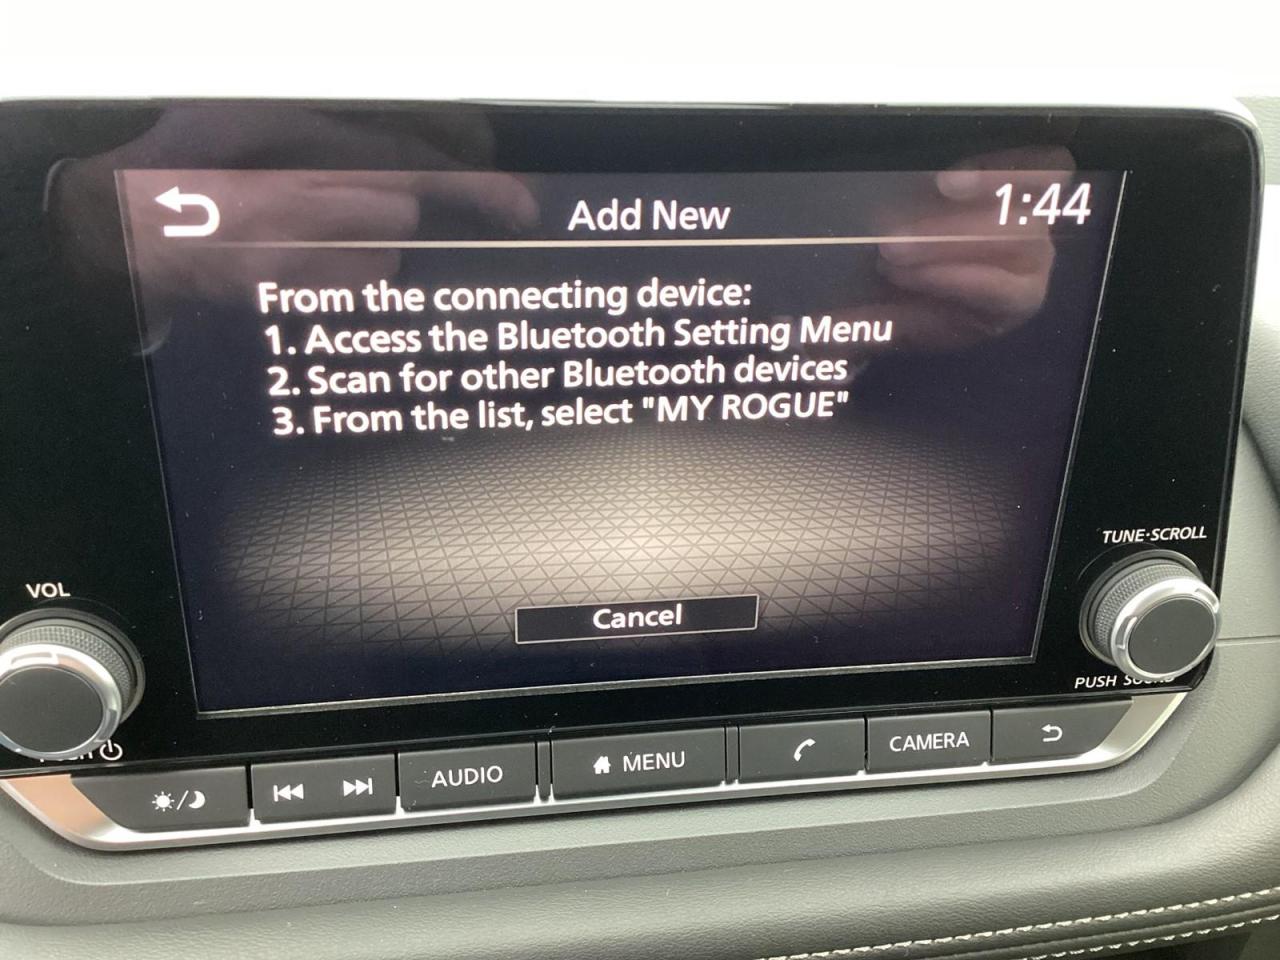 Add New
1:44
From the connecting device:
1. Access the Bluetooth Setting Menu
2. Scan for other Bluetooth devices
3. From the list, select "MY ROGUE"
Cancel
VOL
TUNE·SCROLL
PUSH
AUDIO
MENU
CAMERA